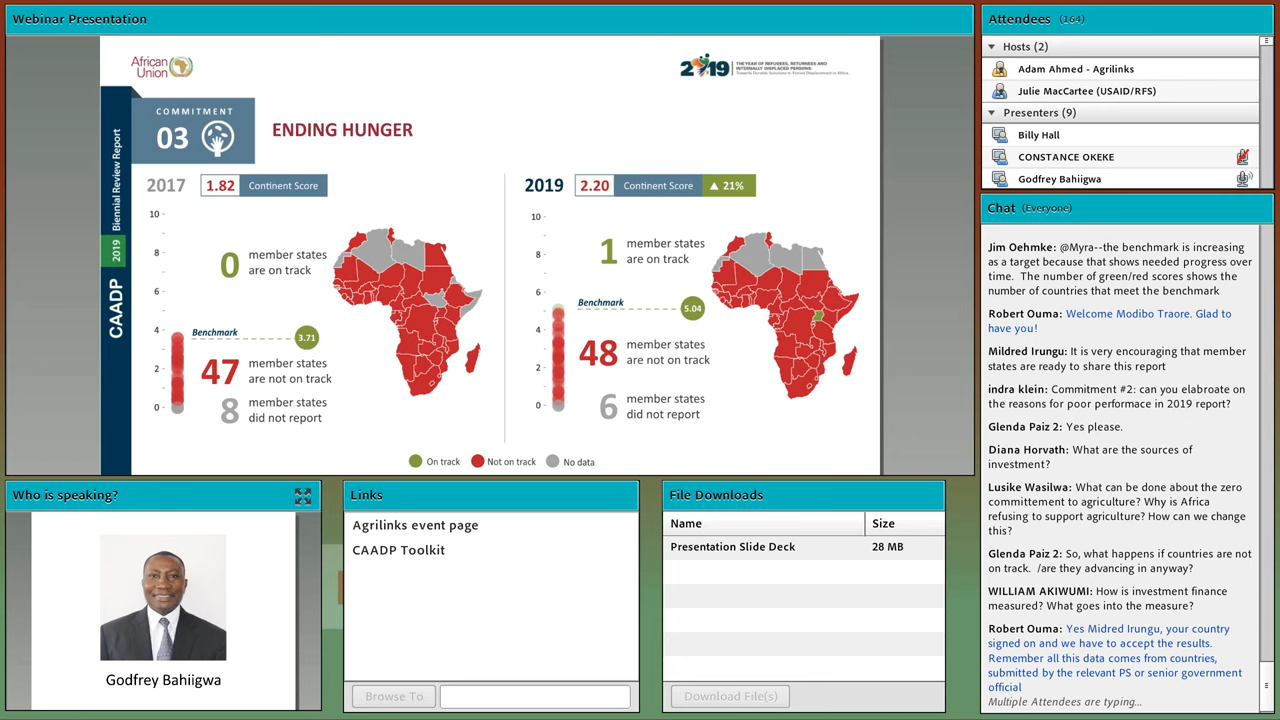 Webinar Presentation
African
Union
2019
THE YEAR OF REFUGEES, RETURNEES AND
INTERNALLY DISPLACED PERSONS.
Towards Durable Solutions to Forced Displacement in Africa.
CAADP 2019 Biennial Review Report
COMMITMENT
03
ENDING HUNGER
2017
1.82 Continent Score
10
8
6
4
2
0
0 member states
are on track
Benchmark
3.71
47 member states
are not on track
8 member states
did not report
2019
2.20 Continent Score ▲ 21%
10
8
6
4
2
0
1 member states
are on track
Benchmark
5.04
48 member states
are not on track
6 member states
did not report
On track Not on track No data
Attendees (164)
Hosts (2)
Adam Ahmed - Agrilinks
Julie MacCartee (USAID/RFS)
Presenters (9)
Billy Hall
CONSTANCE OKEKE
Godfrey Bahiigwa
Chat (Everyone)
Jim Oehmke: @Myra--the benchmark is increasing
as a target because that shows needed progress over
time. The number of green/red scores shows the
number of countries that meet the benchmark
Robert Ouma: Welcome Modibo Traore. Glad to
have you!
Mildred Irungu: It is very encouraging that member
states are ready to share this report
indra klein: Commitment #2: can you elabroate on
the reasons for poor performace in 2019 report?
Glenda Paiz 2: Yes please.
Diana Horvath: What are the sources of
investment?
Lusike Wasilwa: What can be done about the zero
committement to agriculture? Why is Africa
refusing to support agriculture? How can we change
this?
Glenda Paiz 2: So, what happens if countries are not
on track. /are they advancing in anyway?
WILLIAM AKIWUMI: How is investment finance
measured? What goes into the measure?
Robert Ouma: Yes Midred Irungu, your country
signed on and we have to accept the results.
Remember all this data comes from countries,
submitted by the relevant PS or senior government
official
Multiple Attendees are typing...
Who is speaking?
Godfrey Bahiigwa
Links
Agrilinks event page
CAADP Toolkit
Browse To
File Downloads
Name Size
Presentation Slide Deck 28 MB
Download File(s)